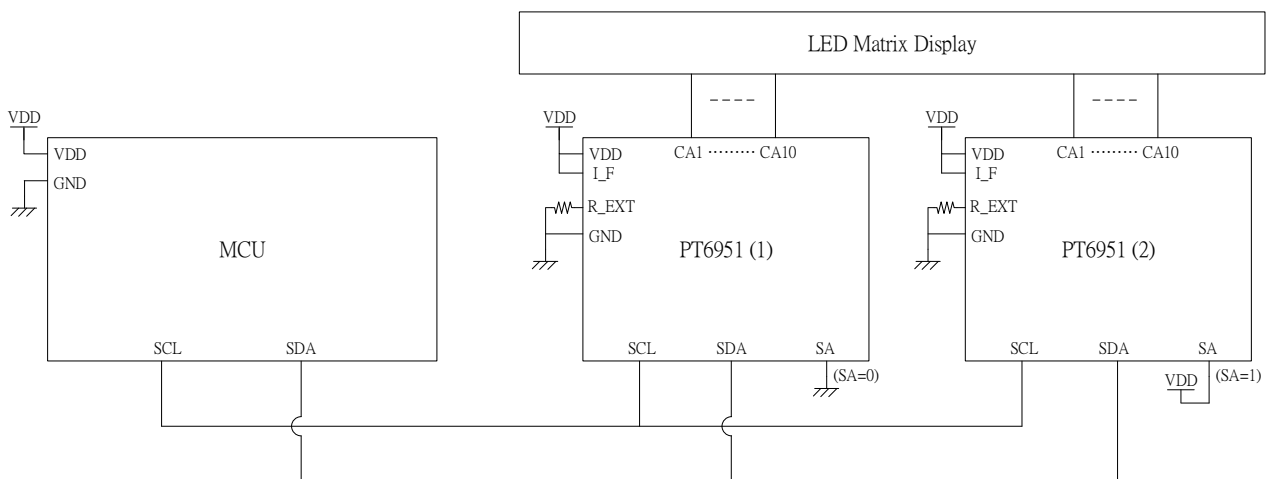 LED Matrix Display
VDD
VDD
GND
MCU
SCL SDA
VDD
VDD
I_F
R_EXT
GND
CA1 ········· CA10
PT6951 (1)
SCL SDA SA
(SA=0)
VDD
VDD
I_F
R_EXT
GND
CA1 ········· CA10
PT6951 (2)
SCL SDA SA
VDD
(SA=1)